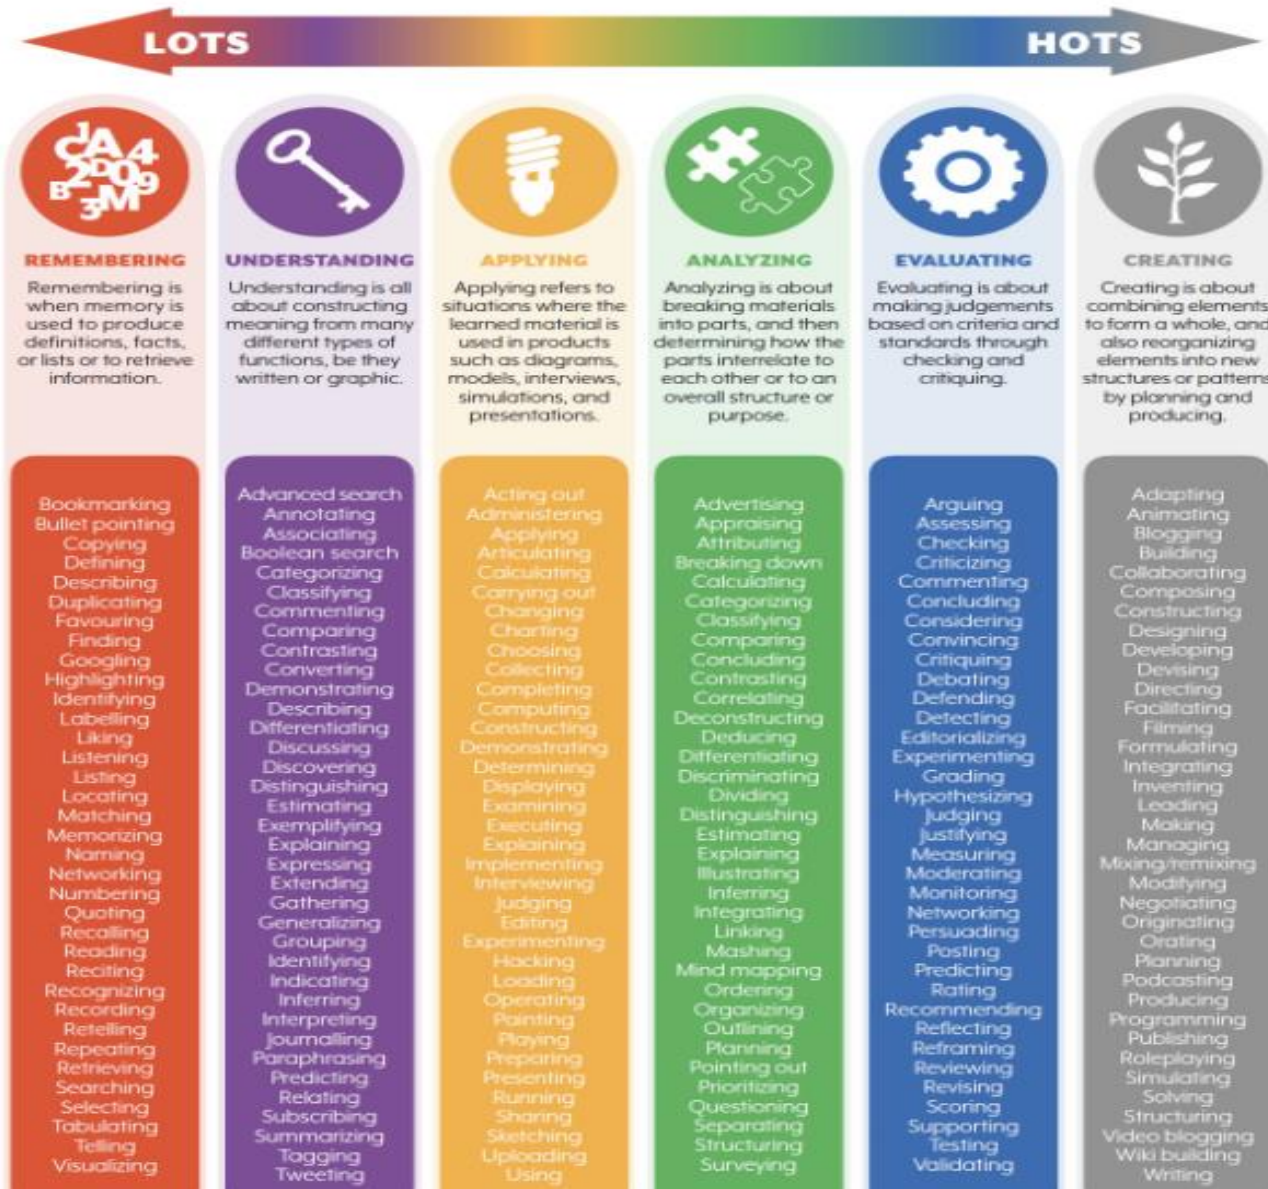 LOTS
HOTS
REMEMBERING
Remembering is
when memory is
used to produce
definitions, facts,
or lists or to retrieve
information.
Bookmarking
Bullet pointing
Copying
Defining
Describing
Duplicating
Favouring
Finding
Googling
Highlighting
Identifying
Labelling
Liking
Listening
Listing
Locating
Matching
Memorizing
Naming
Networking
Numbering
Quoting
Recalling
Reading
Reciting
Recognizing
Recording
Retelling
Repeating
Retrieving
Searching
Selecting
Tabulating
Telling
Visualizing
UNDERSTANDING
Understanding is all
about constructing
meaning from many
different types of
functions, be they
written or graphic.
Advanced search
Annotating
Associating
Boolean search
Categorizing
Classifying
Commenting
Comparing
Contrasting
Converting
Demonstrating
Describing
Differentiating
Discussing
Discovering
Distinguishing
Estimating
Exemplifying
Explaining
Expressing
Extending
Gathering
Generalizing
Grouping
Identifying
Indicating
Inferring
Interpreting
Journalling
Paraphrasing
Predicting
Relating
Subscribing
Summarizing
Tagging
Tweeting
APPLYING
Applying refers to
situations where the
learned material is
used in products
such as diagrams,
models, interviews,
simulations, and
presentations.
Acting out
Administering
Applying
Articulating
Calculating
Carrying out
Changing
Charting
Choosing
Collecting
Completing
Computing
Constructing
Demonstrating
Determining
Displaying
Examining
Executing
Explaining
Implementing
Interviewing
Judging
Editing
Experimenting
Hacking
Loading
Operating
Painting
Playing
Preparing
Presenting
Running
Sharing
Sketching
Uploading
Using
ANALYZING
Analyzing is about
breaking materials
into parts, and then
determining how the
parts interrelate to
each other or to an
overall structure or
purpose.
Advertising
Appraising
Attributing
Breaking down
Calculating
Categorizing
Classifying
Comparing
Concluding
Contrasting
Correlating
Deconstructing
Deducing
Differentiating
Discriminating
Dividing
Distinguishing
Estimating
Explaining
Illustrating
Inferring
Integrating
Linking
Mashing
Mind mapping
Ordering
Organizing
Outlining
Planning
Pointing out
Prioritizing
Questioning
Separating
Structuring
Surveying
EVALUATING
Evaluating is about
making judgements
based on criteria and
standards through
checking and
critiquing.
Arguing
Assessing
Checking
Criticizing
Commenting
Concluding
Considering
Convincing
Critiquing
Debating
Defending
Detecting
Editorializing
Experimenting
Grading
Hypothesizing
Judging
Justifying
Measuring
Moderating
Monitoring
Networking
Persuading
Posting
Predicting
Rating
Recommending
Reflecting
Reframing
Reviewing
Revising
Scoring
Supporting
Testing
Validating
CREATING
Creating is about
combining elements
to form a whole, and
also reorganizing
elements into new
structures or patterns
by planning and
producing.
Adapting
Animating
Blogging
Building
Collaborating
Composing
Constructing
Designing
Developing
Devising
Directing
Facilitating
Filming
Formulating
Integrating
Inventing
Leading
Making
Managing
Mixing/remixing
Modifying
Negotiating
Originating
Orating
Planning
Podcasting
Producing
Programming
Publishing
Roleplaying
Simulating
Solving
Structuring
Video blogging
Wiki building
Writing